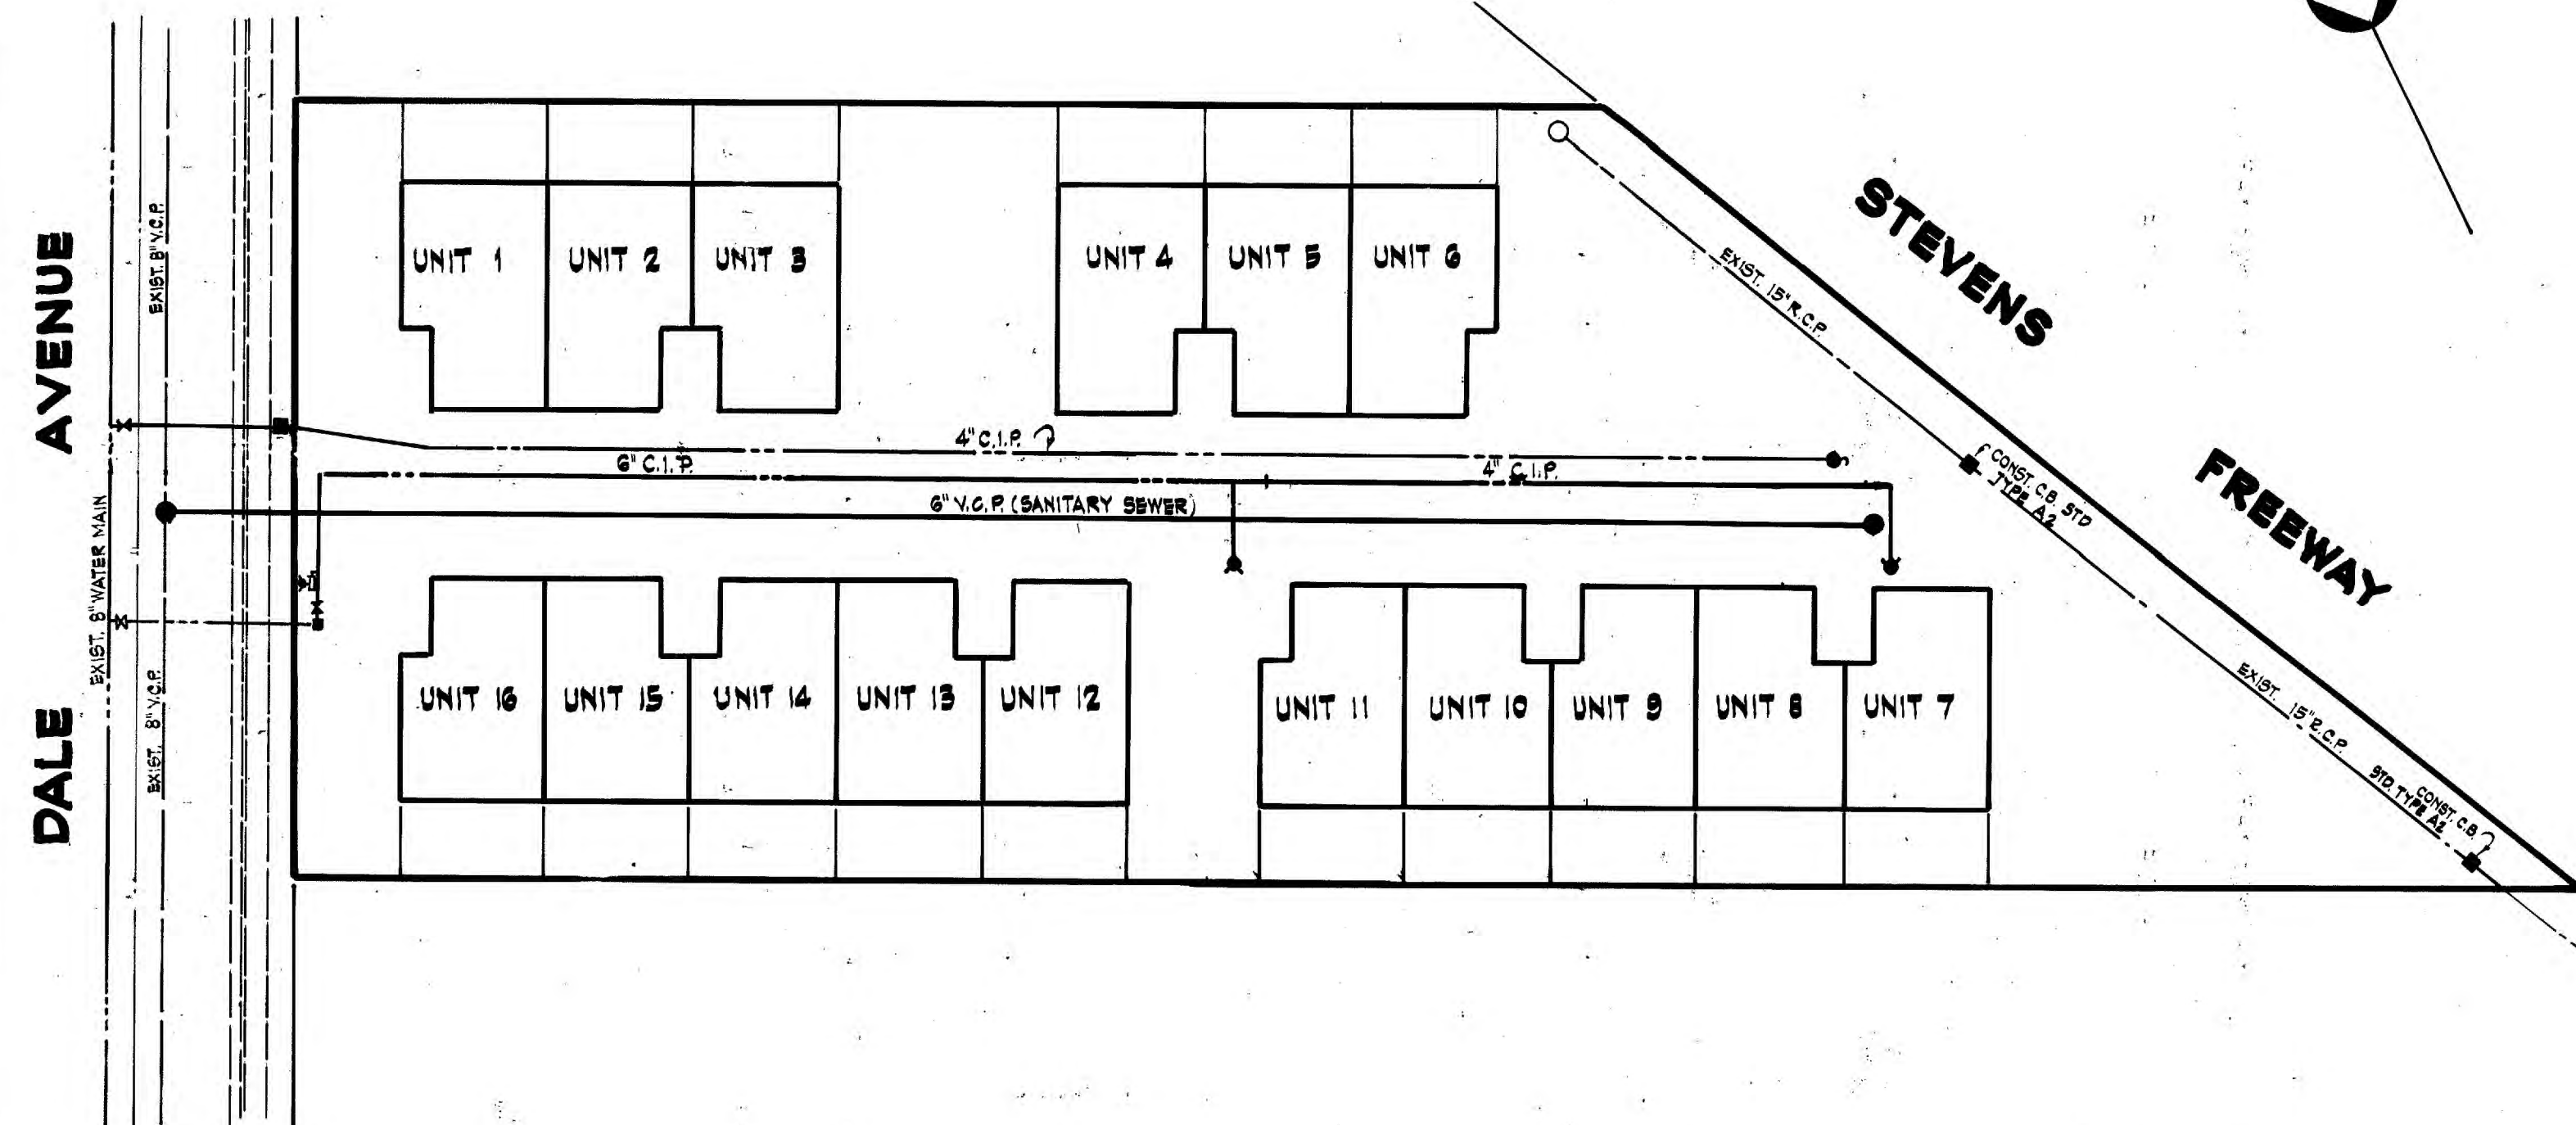 DALE AVENUE
EXIST. 8" WATER MAIN
EXIST. 8" V.C.P.
EXIST. 8" V.C.P.
UNIT 1
UNIT 2
UNIT 3
UNIT 4
UNIT 5
UNIT 6
4" C.I.P.
6" C.I.P.
4" C.I.P.
6" V.C.P. (SANITARY SEWER)
UNIT 16
UNIT 15
UNIT 14
UNIT 13
UNIT 12
UNIT 11
UNIT 10
UNIT 9
UNIT 8
UNIT 7
STEVENS
FREEWAY
EXIST. 15" R.C.P.
CONST. C.B. STD
TYPE A2
EXIST. 15" R.C.P.
CONST. C.B.
STD. TYPE A2